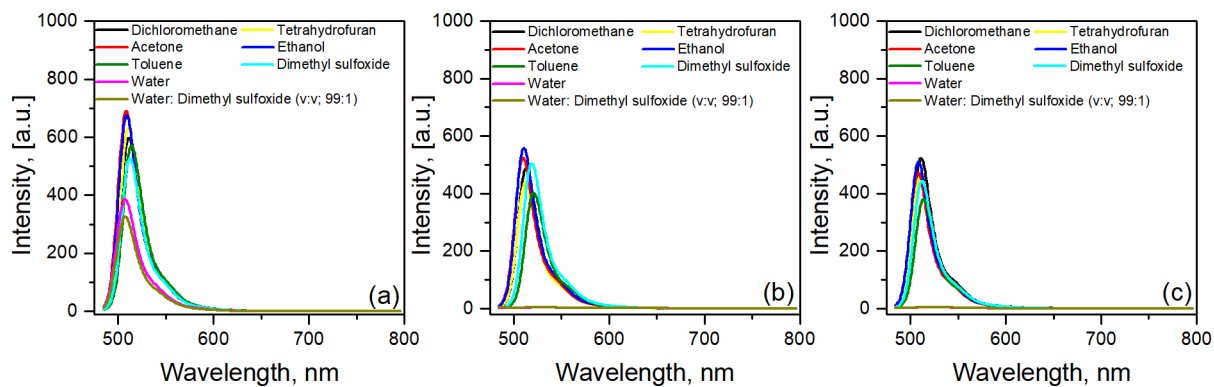 1000
800
600
400
200
0
Intensity, [a.u.]
Dichloromethane Tetrahydrofuran
Acetone Ethanol
Toluene Dimethyl sulfoxide
Water
Water: Dimethyl sulfoxide (v:v; 99:1)
(a)
500 600 700 800
Wavelength, nm
1000
800
600
400
200
0
Intensity, [a.u.]
Dichloromethane Tetrahydrofuran
Acetone Ethanol
Toluene Dimethyl sulfoxide
Water
Water: Dimethyl sulfoxide (v:v; 99:1)
(b)
500 600 700 800
Wavelength, nm
1000
800
600
400
200
0
Intensity, [a.u.]
Dichloromethane Tetrahydrofuran
Acetone Ethanol
Toluene Dimethyl sulfoxide
Water
Water: Dimethyl sulfoxide (v:v; 99:1)
(c)
500 600 700 800
Wavelength, nm